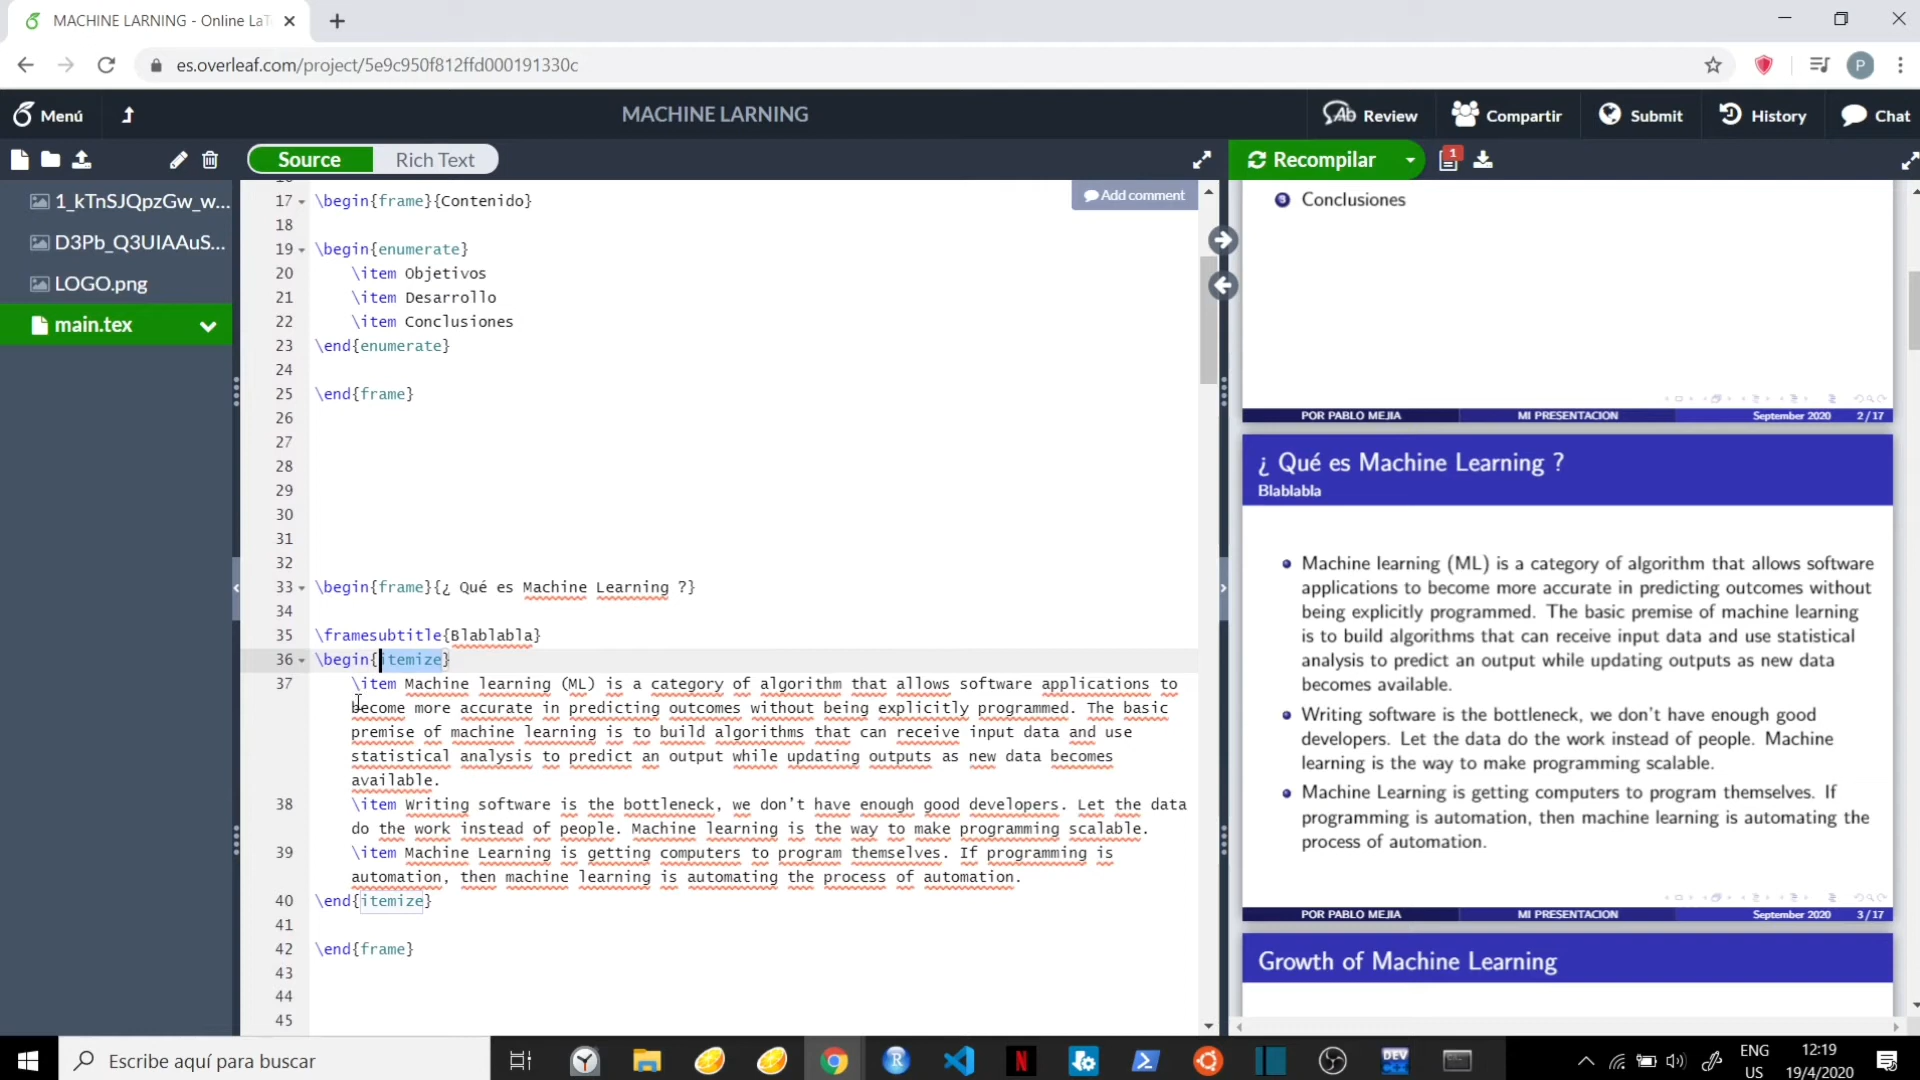 MACHINE LARNING - Online LaT
es.overleaf.com/project/5e9c950f812ffd000191330c
P
Menú
MACHINE LARNING
Review
Compartir
Submit
History
Chat
Source
Rich Text
Recompilar
1
1_kTnSJQpzGw_w...
D3Pb_Q3UIAAuS...
LOGO.png
main.tex
Add comment
17 \begin{frame}{Contenido}
18
19 \begin{enumerate}
20 \item Objetivos
21 \item Desarrollo
22 \item Conclusiones
23 \end{enumerate}
24
25 \end{frame}
26
27
28
29
30
31
32
33 \begin{frame}{¿ Qué es Machine Learning ?}
34
35 \framesubtitle{Blablabla}
36 \begin{itemize}
37 \item Machine learning (ML) is a category of algorithm that allows software applications to
become more accurate in predicting outcomes without being explicitly programmed. The basic
premise of machine learning is to build algorithms that can receive input data and use
statistical analysis to predict an output while updating outputs as new data becomes
available.
38 \item Writing software is the bottleneck, we don’t have enough good developers. Let the data
do the work instead of people. Machine learning is the way to make programming scalable.
39 \item Machine Learning is getting computers to program themselves. If programming is
automation, then machine learning is automating the process of automation.
40 \end{itemize}
41
42 \end{frame}
43
44
45
3 Conclusiones
POR PABLO MEJIA MI PRESENTACION September 2020 2/17
¿ Qué es Machine Learning ?
Blablabla
Machine learning (ML) is a category of algorithm that allows software
applications to become more accurate in predicting outcomes without
being explicitly programmed. The basic premise of machine learning
is to build algorithms that can receive input data and use statistical
analysis to predict an output while updating outputs as new data
becomes available.
Writing software is the bottleneck, we don't have enough good
developers. Let the data do the work instead of people. Machine
learning is the way to make programming scalable.
Machine Learning is getting computers to program themselves. If
programming is automation, then machine learning is automating the
process of automation.
POR PABLO MEJIA MI PRESENTACION September 2020 3/17
Growth of Machine Learning
Escribe aquí para buscar
R
N
DEV
ENG
US
12:19
19/4/2020